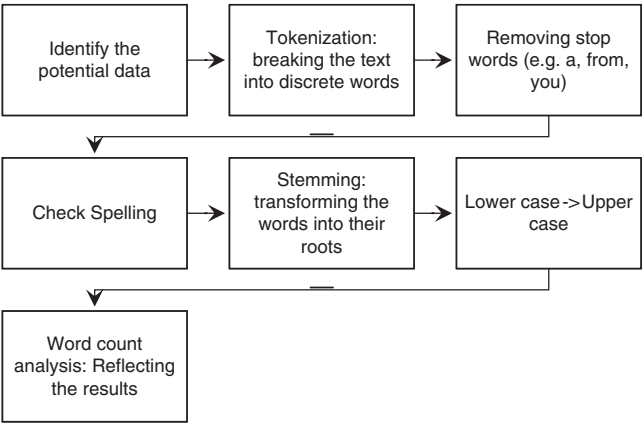 Identify the
potential data
Tokenization:
breaking the text
into discrete words
Removing stop
words (e.g. a, from,
you)
Check Spelling
Stemming:
transforming the
words into their
roots
Lower case->Upper
case
Word count
analysis: Reflecting
the results